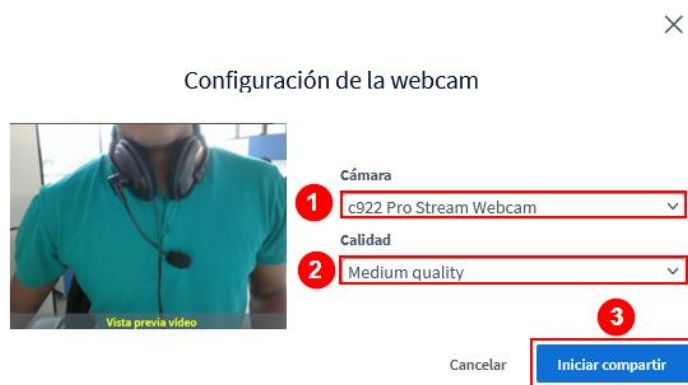 Configuración de la webcam
Cámara
1
c922 Pro Stream Webcam
Calidad
2
Medium quality
Vista previa vídeo
3
Cancelar
Iniciar compartir